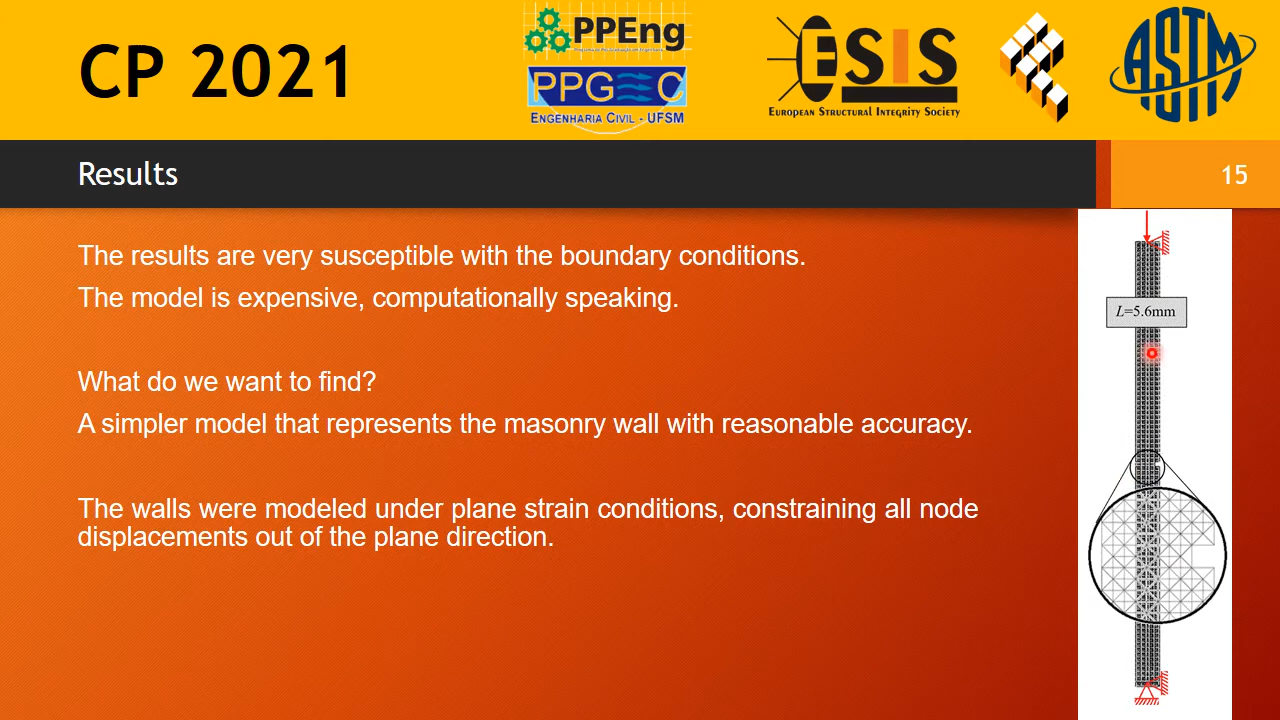 CP 2021
PPEng
PPG C
ENGENHARIA CIVIL - UFSM
ESIS
EUROPEAN STRUCTURAL INTEGRITY SOCIETY
ASTM
Results
15
The results are very susceptible with the boundary conditions.
The model is expensive, computationally speaking.
What do we want to find?
A simpler model that represents the masonry wall with reasonable accuracy.
The walls were modeled under plane strain conditions, constraining all node
displacements out of the plane direction.
L=5.6mm